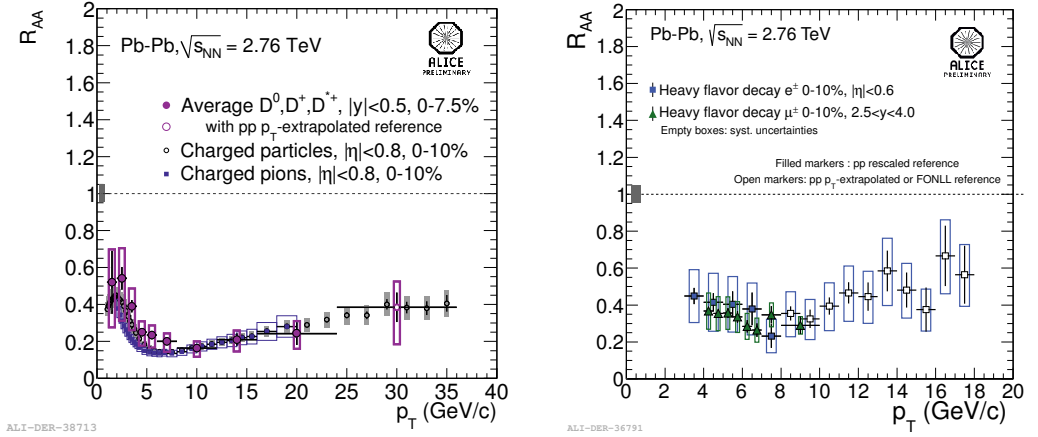 R_AA
2
1.8
1.6
1.4
1.2
1
0.8
0.6
0.4
0.2
0
Pb-Pb, √s_NN = 2.76 TeV
ALICE
PRELIMINARY
Average D^0,D^+,D^*+, |y|<0.5, 0-7.5%
with pp p_T-extrapolated reference
Charged particles, |η|<0.8, 0-10%
Charged pions, |η|<0.8, 0-10%
0 5 10 15 20 25 30 35 40
p_T (GeV/c)
ALI-DER-38713
R_AA
2
1.8
1.6
1.4
1.2
1
0.8
0.6
0.4
0.2
0
Pb-Pb, √s_NN = 2.76 TeV
ALICE
PRELIMINARY
Heavy flavor decay e^± 0-10%, |η|<0.6
Heavy flavor decay μ^± 0-10%, 2.5<y<4.0
Empty boxes: syst. uncertainties
Filled markers : pp rescaled reference
Open markers: pp p_T-extrapolated or FONLL reference
0 2 4 6 8 10 12 14 16 18 20
p_T (GeV/c)
ALI-DER-36791